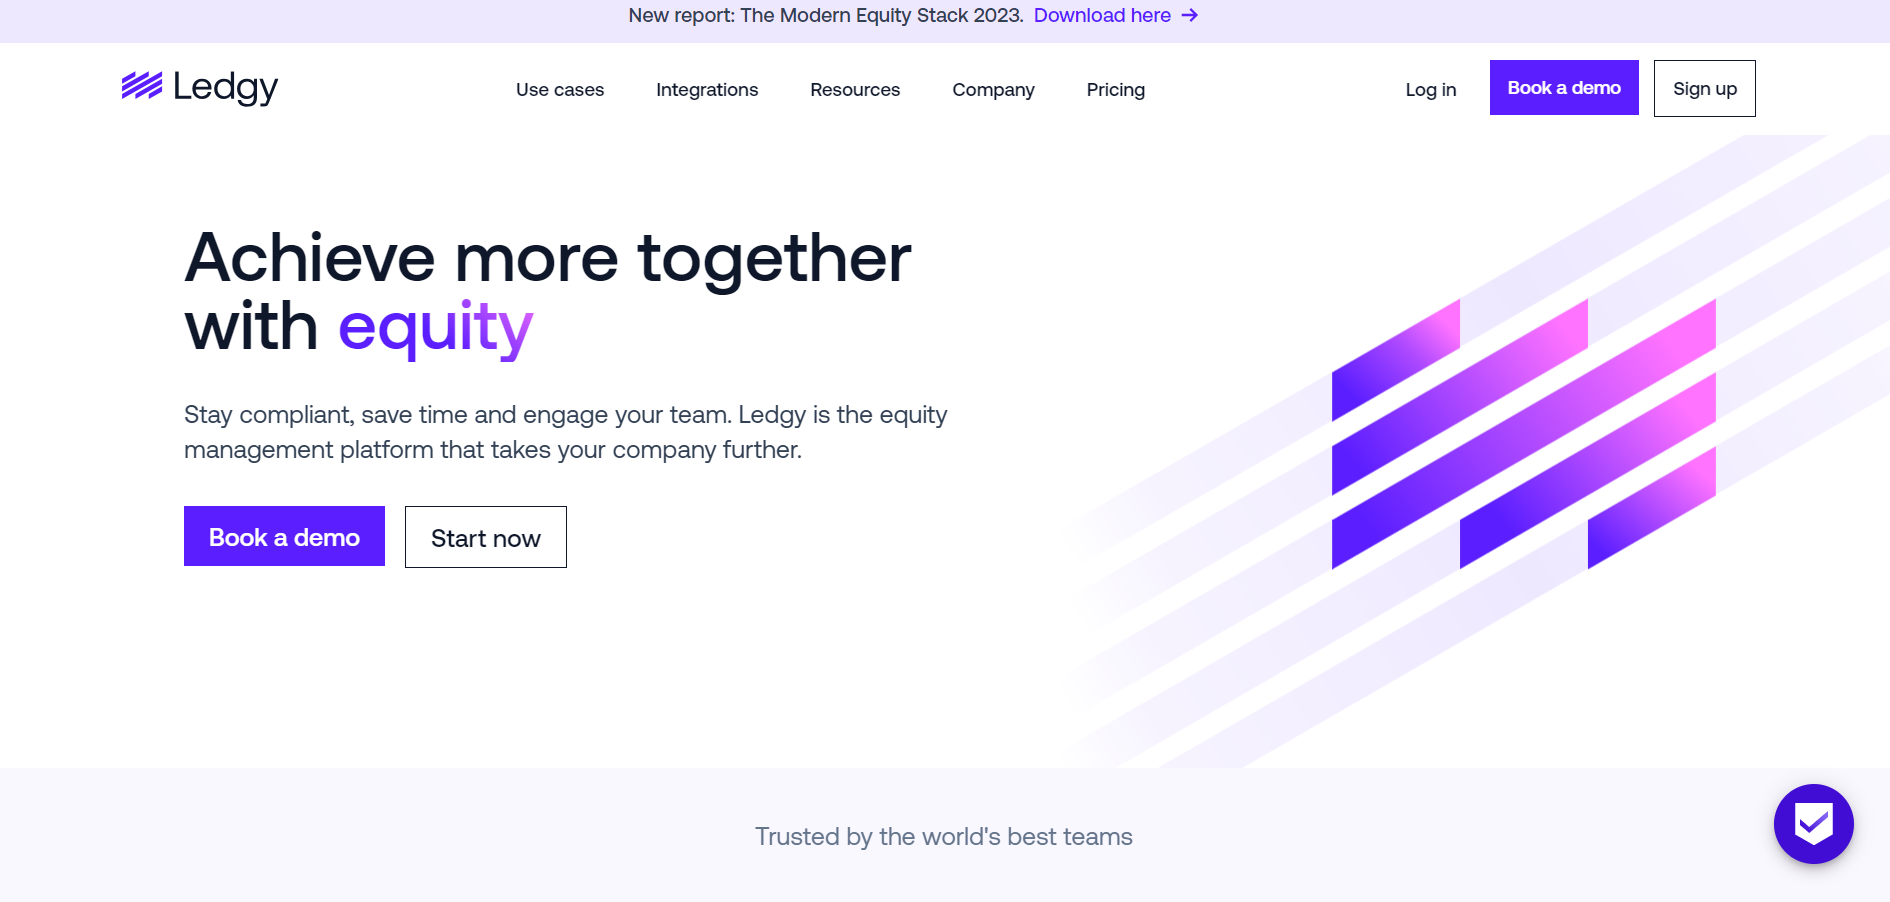 New report: The Modern Equity Stack 2023. Download here →
Ledgy
Use cases
Integrations
Resources
Company
Pricing
Log in
Book a demo
Sign up
Achieve more together
with equity
Stay compliant, save time and engage your team. Ledgy is the equity
management platform that takes your company further.
Book a demo
Start now
Trusted by the world's best teams